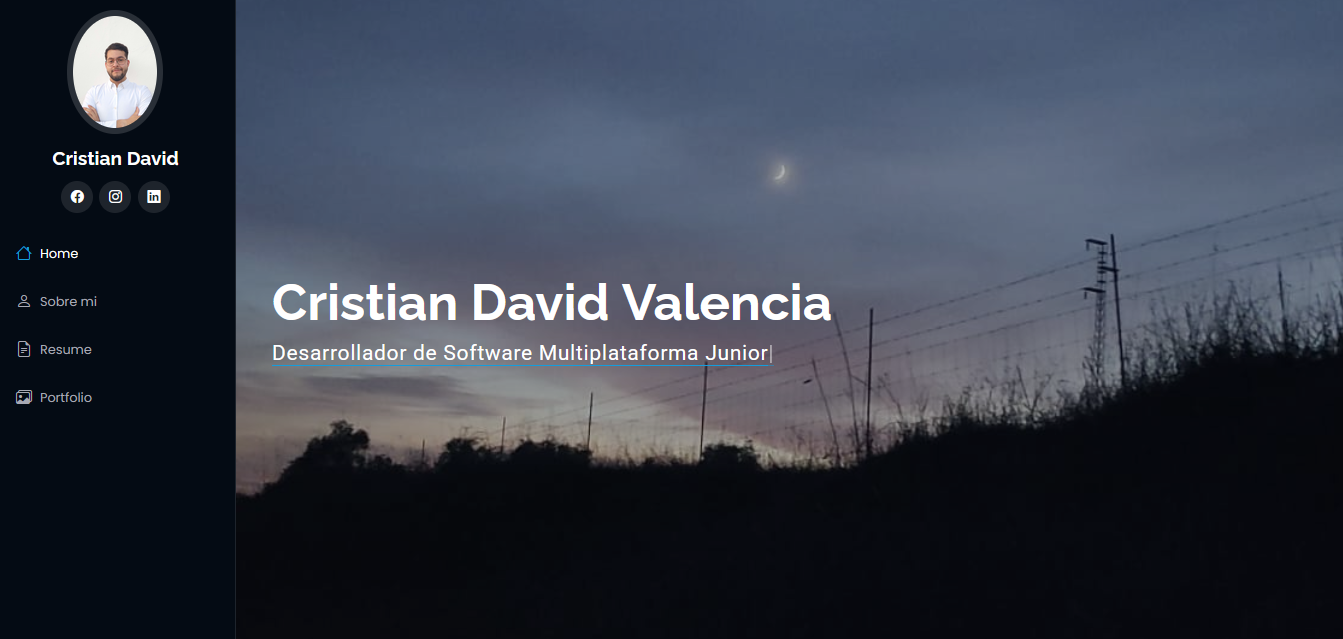 Cristian David
Home
Sobre mi
Resume
Portfolio
Cristian David Valencia
Desarrollador de Software Multiplataforma Junior